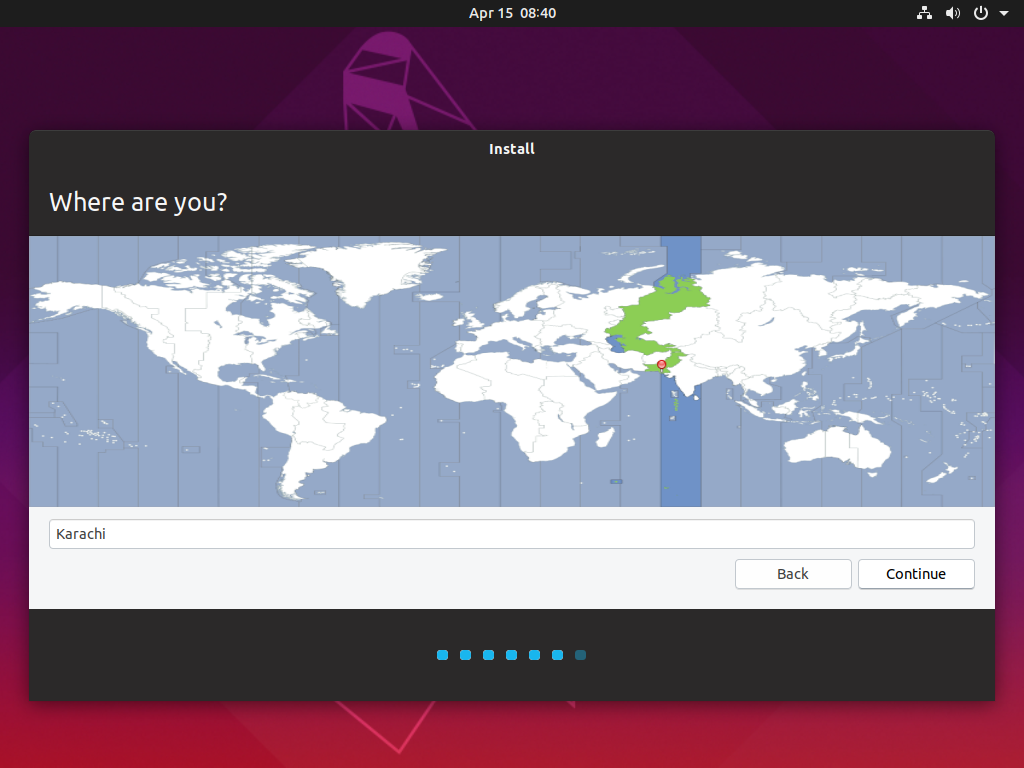 Apr 15 08:40
Install
Where are you?
Karachi
Back
Continue